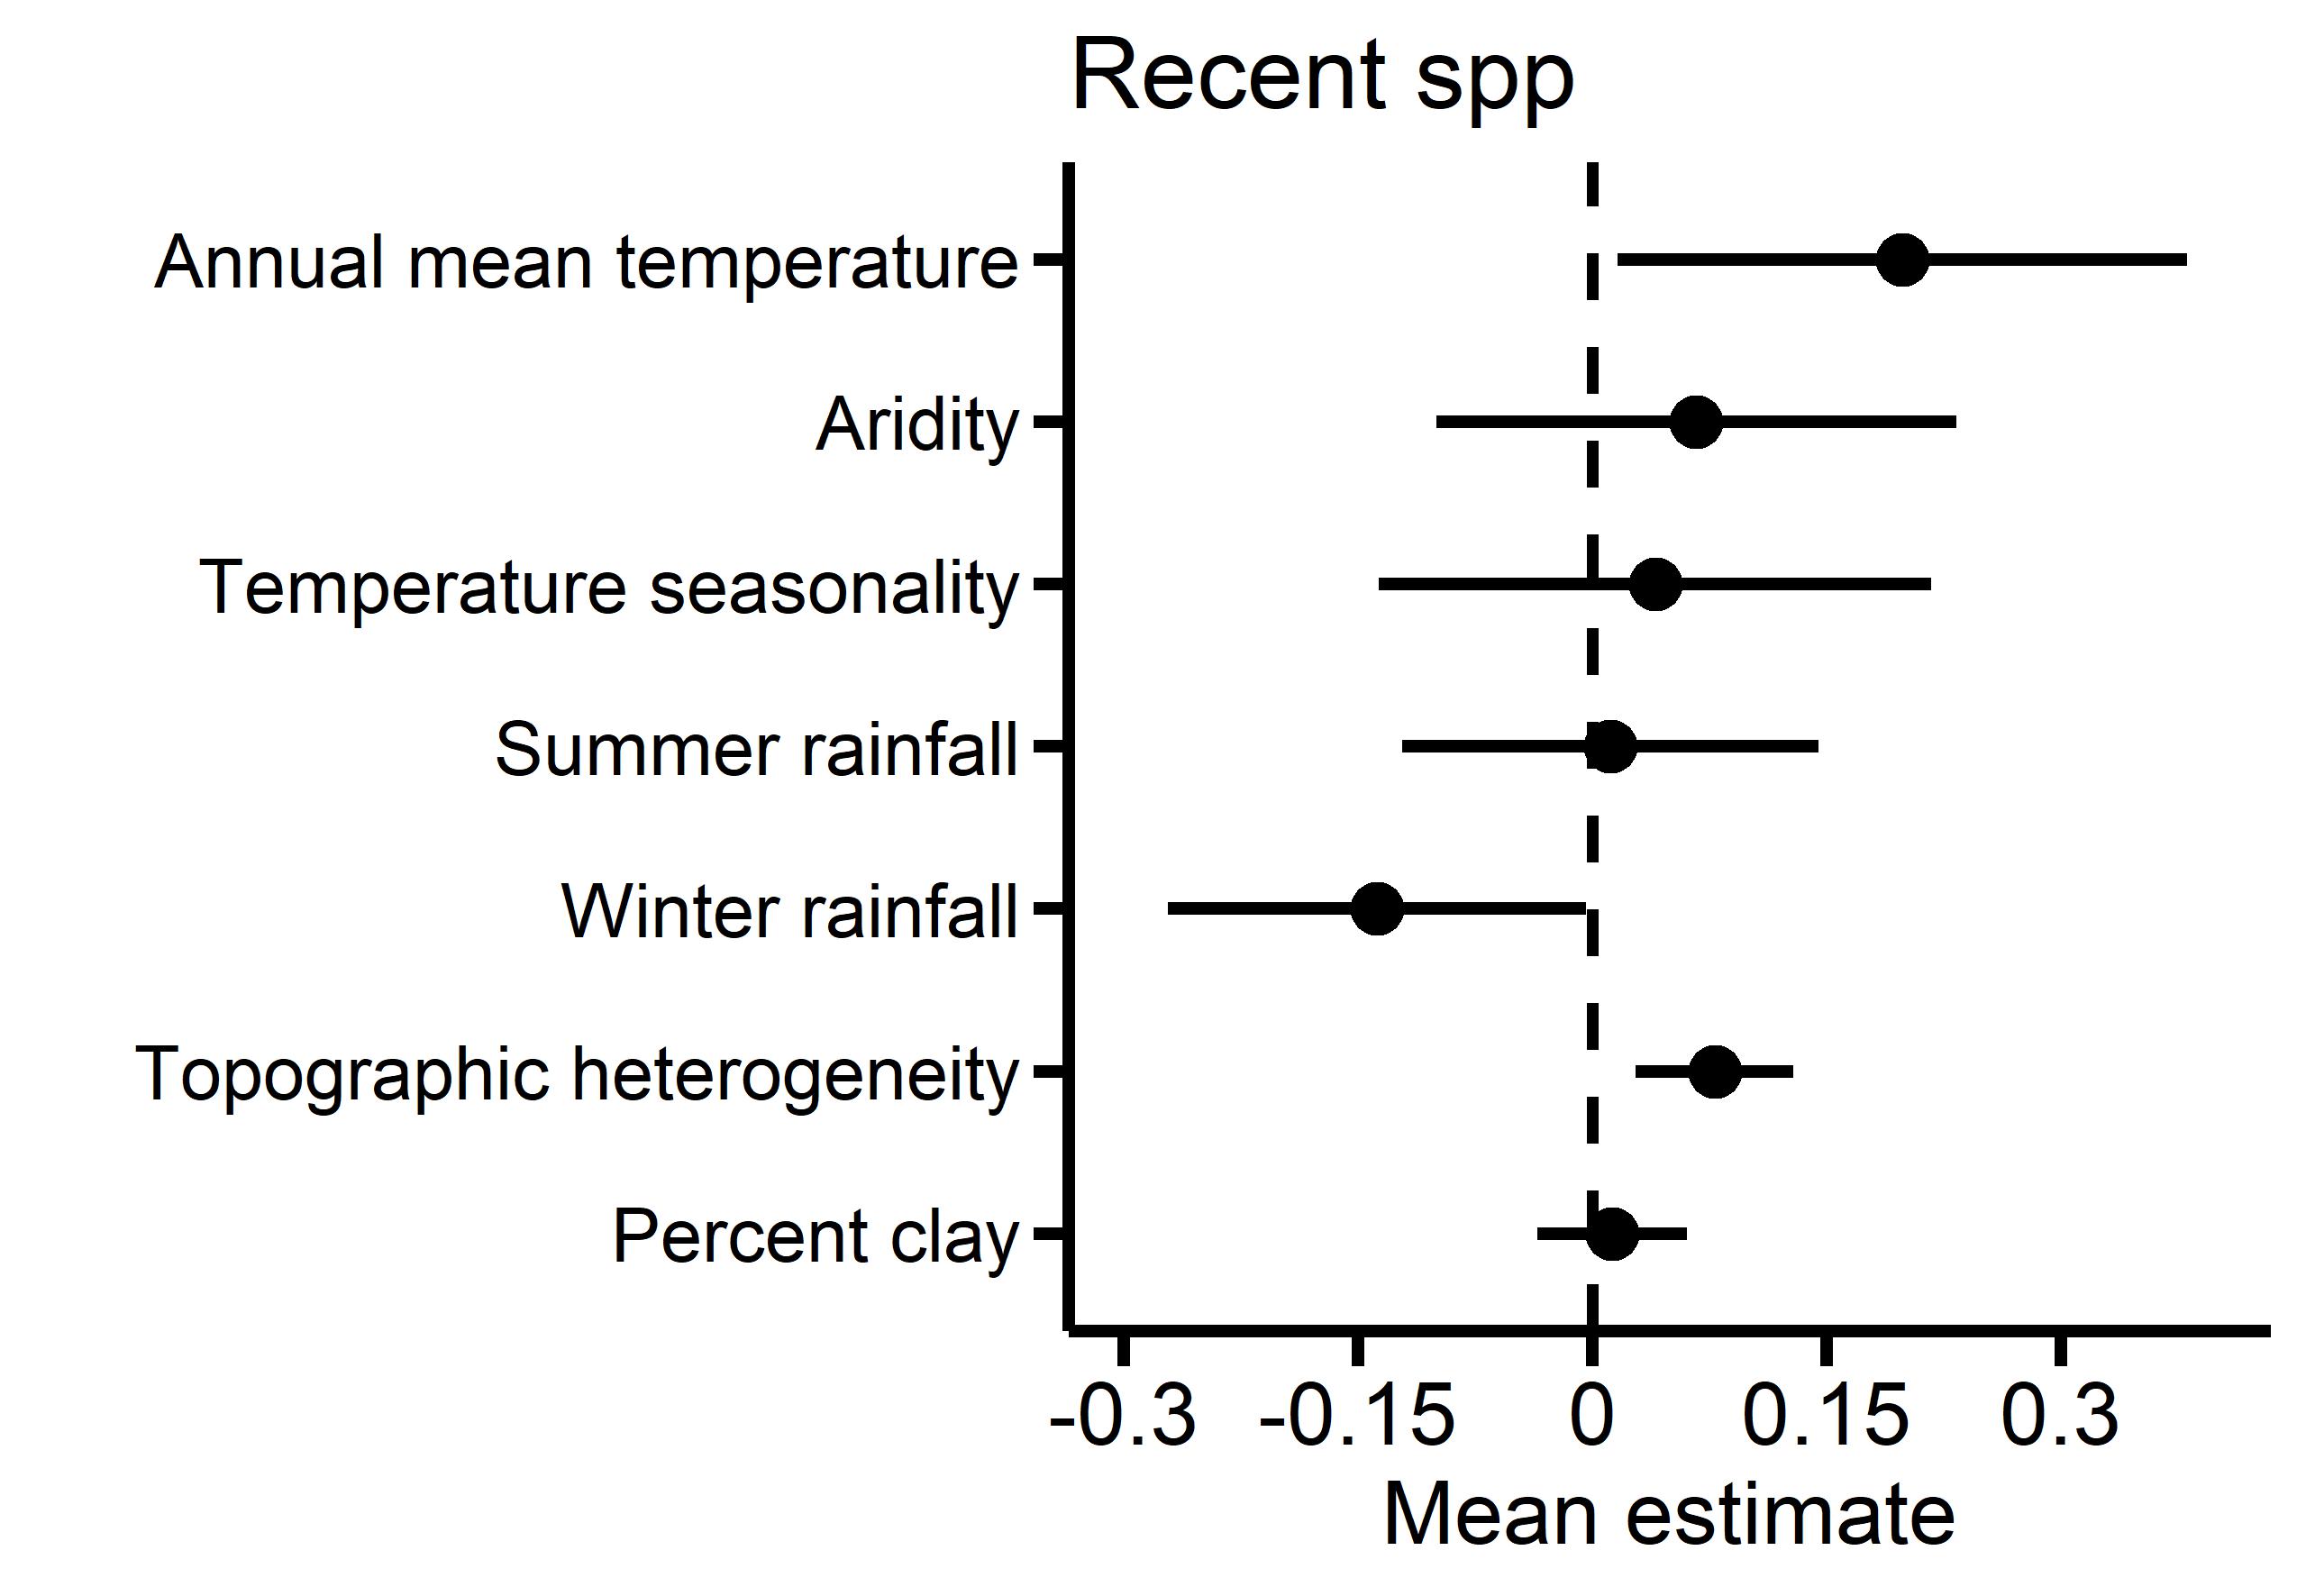 Recent spp
Annual mean temperature
Aridity
Temperature seasonality
Summer rainfall
Winter rainfall
Topographic heterogeneity
Percent clay
-0.3 -0.15 0 0.15 0.3
Mean estimate